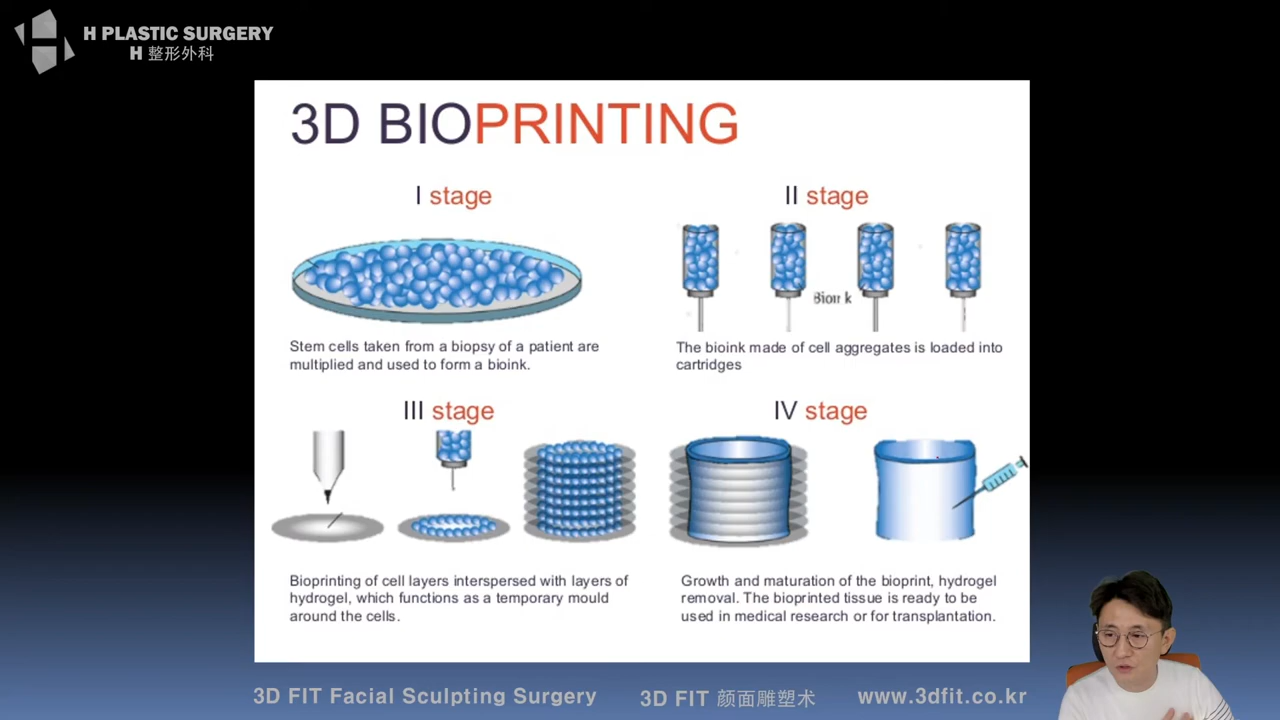 H PLASTIC SURGERY
H 整形外科
3D BIOPRINTING
I stage
II stage
Stem cells taken from a biopsy of a patient are
multiplied and used to form a bioink.
The bioink made of cell aggregates is loaded into
cartridges
III stage
IV stage
Bioprinting of cell layers interspersed with layers of
hydrogel, which functions as a temporary mould
around the cells.
Growth and maturation of the bioprint, hydrogel
removal. The bioprinted tissue is ready to be
used in medical research or for transplantation.
3D FIT Facial Sculpting Surgery
3D FIT 颜面雕塑术
www.3dfit.co.kr